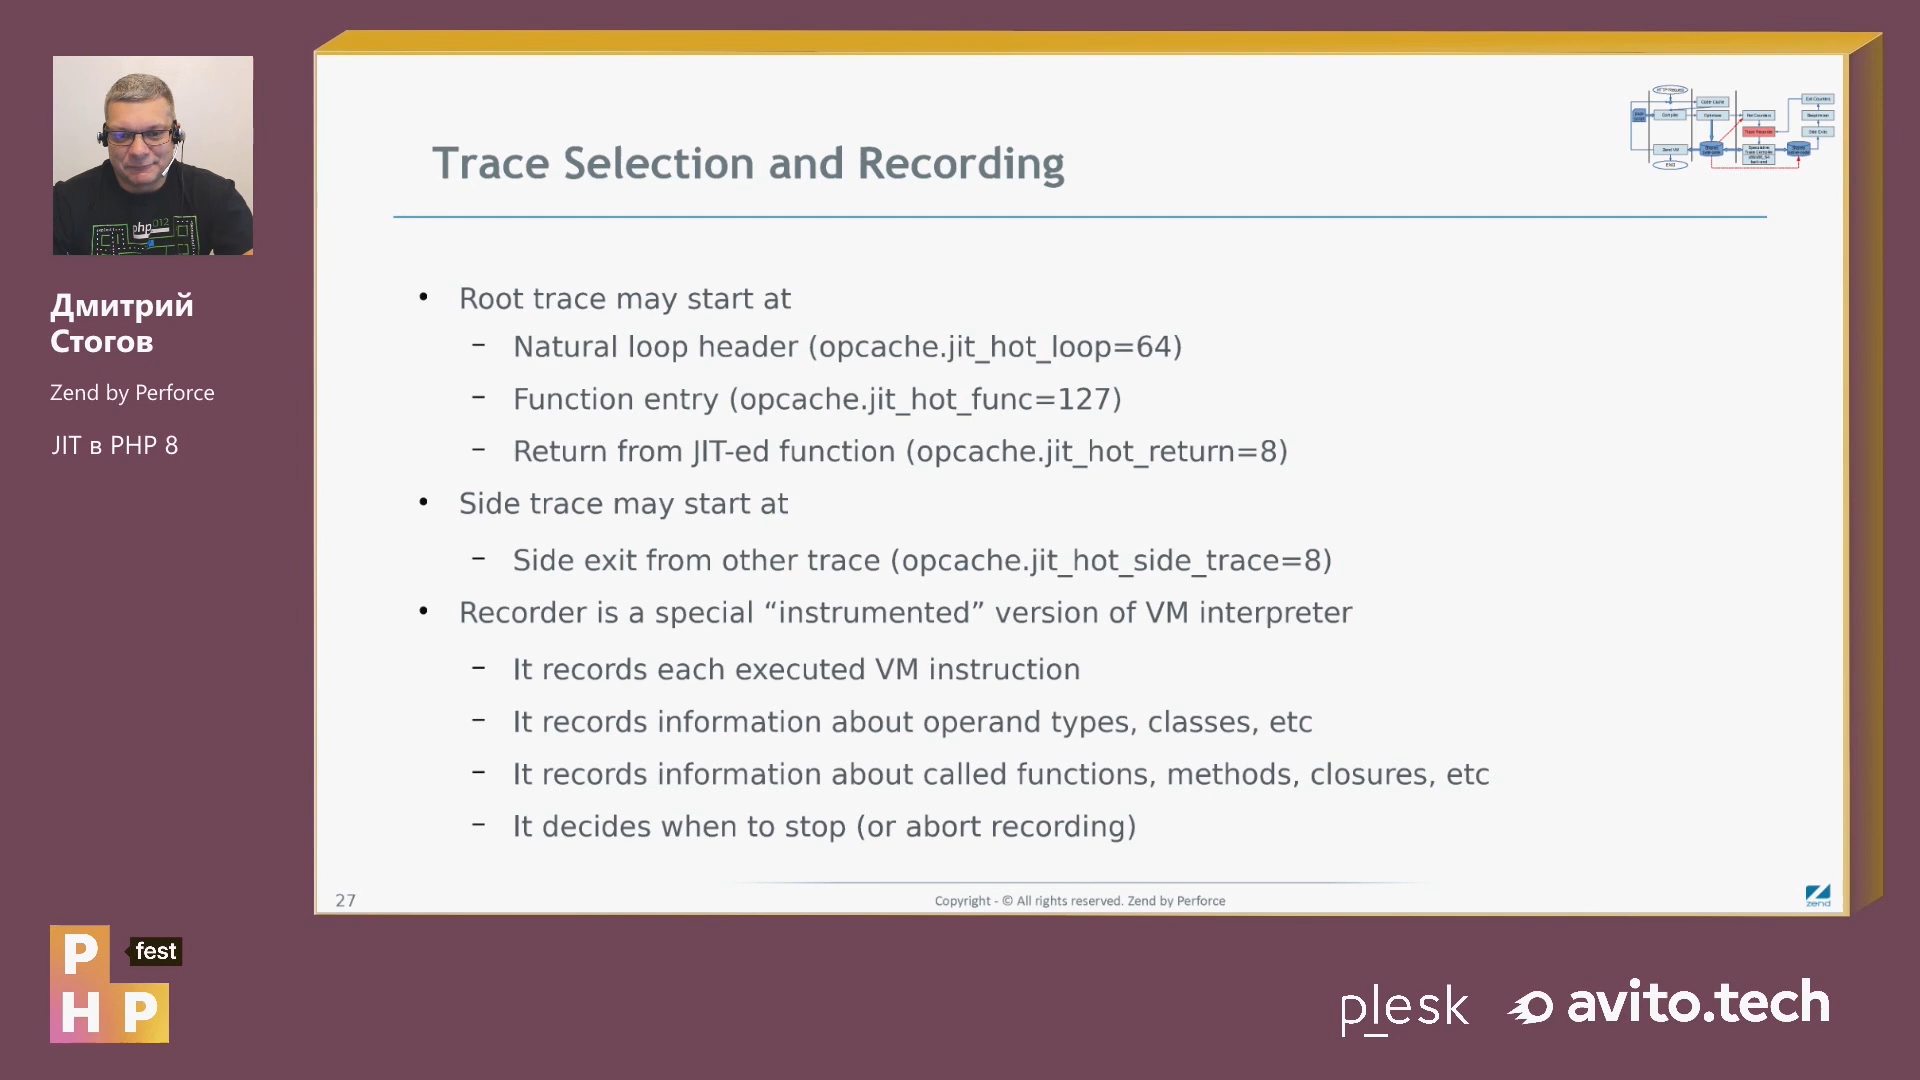 Дмитрий
Стогов
Zend by Perforce
JIT в PHP 8
Trace Selection and Recording
• Root trace may start at
– Natural loop header (opcache.jit_hot_loop=64)
– Function entry (opcache.jit_hot_func=127)
– Return from JIT-ed function (opcache.jit_hot_return=8)
• Side trace may start at
– Side exit from other trace (opcache.jit_hot_side_trace=8)
• Recorder is a special “instrumented” version of VM interpreter
– It records each executed VM instruction
– It records information about operand types, classes, etc
– It records information about called functions, methods, closures, etc
– It decides when to stop (or abort recording)
27
Copyright - © All rights reserved. Zend by Perforce
zend
php
P
fest
H P
plesk
avito.tech